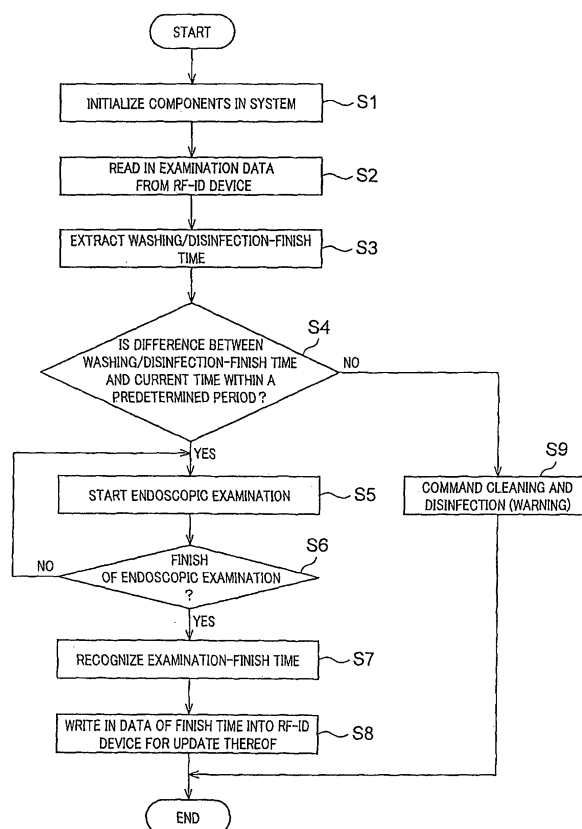 START
INITIALIZE COMPONENTS IN SYSTEM
S1
READ IN EXAMINATION DATA
FROM RF-ID DEVICE
S2
EXTRACT WASHING/DISINFECTION-FINISH
TIME
S3
S4
IS DIFFERENCE BETWEEN
WASHING/DISINFECTION-FINISH TIME
AND CURRENT TIME WITHIN A
PREDETERMINED PERIOD?
NO
YES
START ENDOSCOPIC EXAMINATION
S5
S9
COMMAND CLEANING AND
DISINFECTION (WARNING)
S6
FINISH
OF ENDOSCOPIC EXAMINATION
?
NO
YES
RECOGNIZE EXAMINATION-FINISH TIME
S7
WRITE IN DATA OF FINISH TIME INTO RF-ID
DEVICE FOR UPDATE THEREOF
S8
END